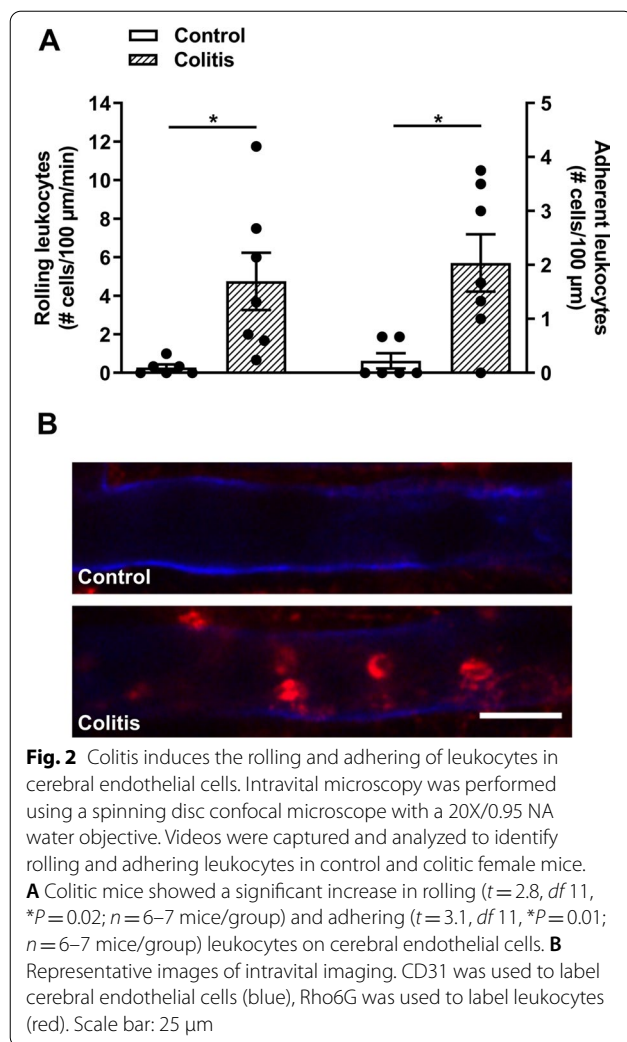 A
Control
Colitis
14
12
10
8
6
4
2
0
Rolling leukocytes
(# cells/100 µm/min)
*
*
5
4
3
2
1
0
Adherent leukocytes
(# cells/100 µm)
B
Control
Colitis
Fig. 2 Colitis induces the rolling and adhering of leukocytes in
cerebral endothelial cells. Intravital microscopy was performed
using a spinning disc confocal microscope with a 20X/0.95 NA
water objective. Videos were captured and analyzed to identify
rolling and adhering leukocytes in control and colitic female mice.
A Colitic mice showed a significant increase in rolling (t = 2.8, df 11,
*P = 0.02; n = 6–7 mice/group) and adhering (t = 3.1, df 11, *P = 0.01;
n = 6–7 mice/group) leukocytes on cerebral endothelial cells. B
Representative images of intravital imaging. CD31 was used to label
cerebral endothelial cells (blue), Rho6G was used to label leukocytes
(red). Scale bar: 25 µm